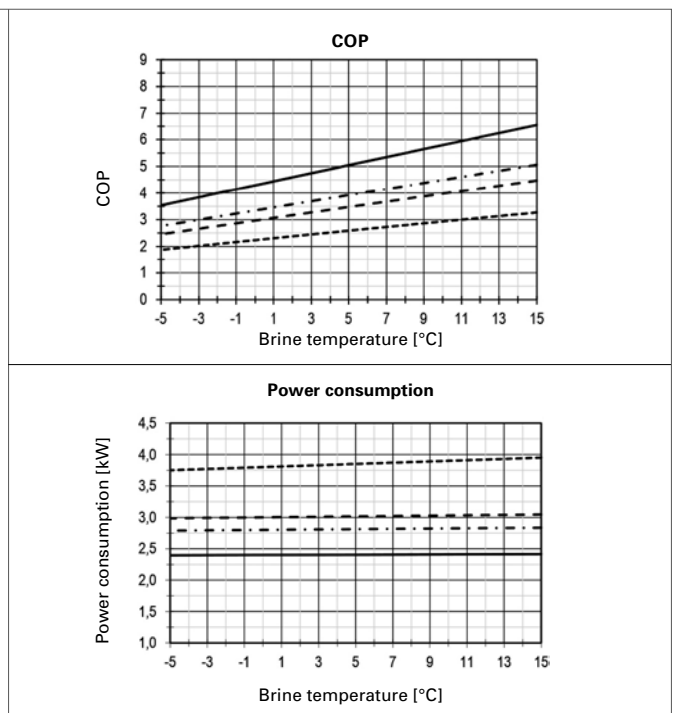 COP
9
8
7
6
5
4
3
2
1
0
COP
-5 -3 -1 1 3 5 7 9 11 13 15
Brine temperature [°C]
Power consumption
4,5
4,0
3,5
3,0
2,5
2,0
1,5
1,0
Power consumption [kW]
-5 -3 -1 1 3 5 7 9 11 13 15
Brine temperature [°C]